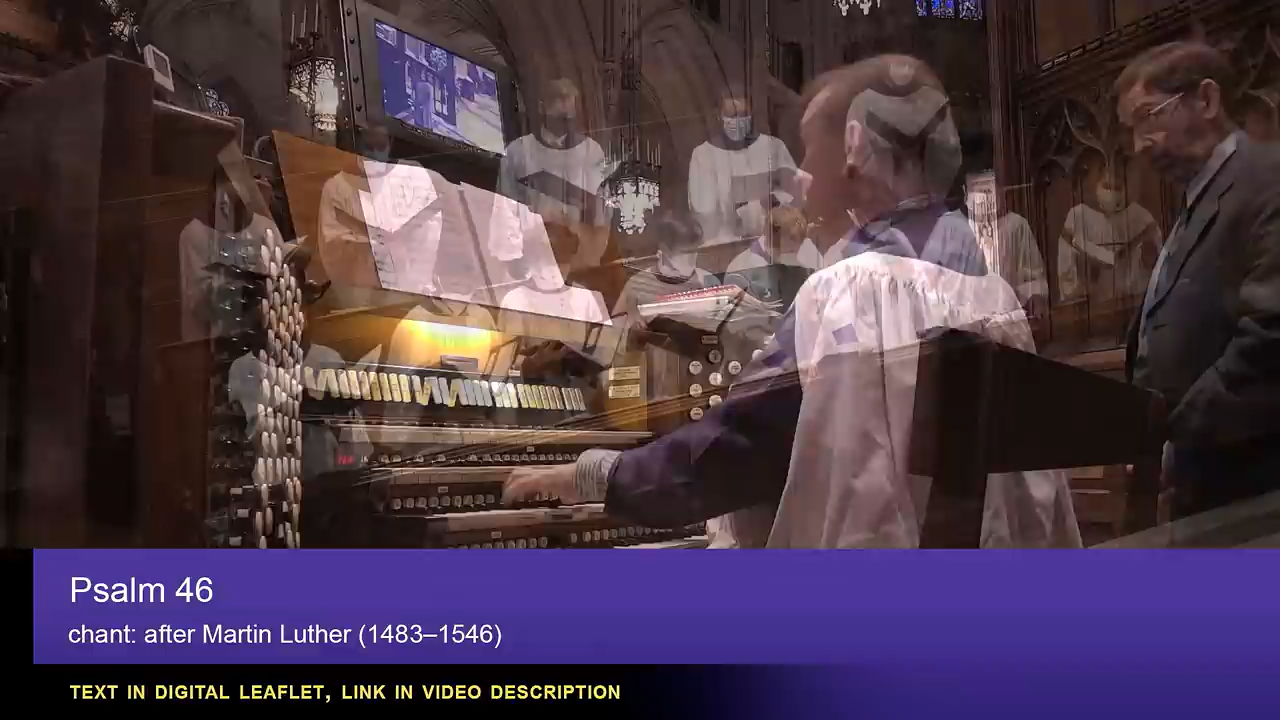 Psalm 46
chant: after Martin Luther (1483–1546)
TEXT IN DIGITAL LEAFLET, LINK IN VIDEO DESCRIPTION